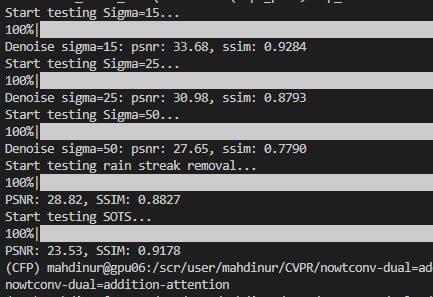 Start testing Sigma=15...
100%|
Denoise sigma=15: psnr: 33.68, ssim: 0.9284
Start testing Sigma=25...
100%|
Denoise sigma=25: psnr: 30.98, ssim: 0.8793
Start testing Sigma=50...
100%|
Denoise sigma=50: psnr: 27.65, ssim: 0.7790
Start testing rain streak removal...
100%|
PSNR: 28.82, SSIM: 0.8827
Start testing SOTS...
100%|
PSNR: 23.53, SSIM: 0.9178
(CFP) mahdinur@gpu06:/scr/user/mahdinur/CVPR/nowtconv-dual=ad
nowtconv-dual=addition-attention